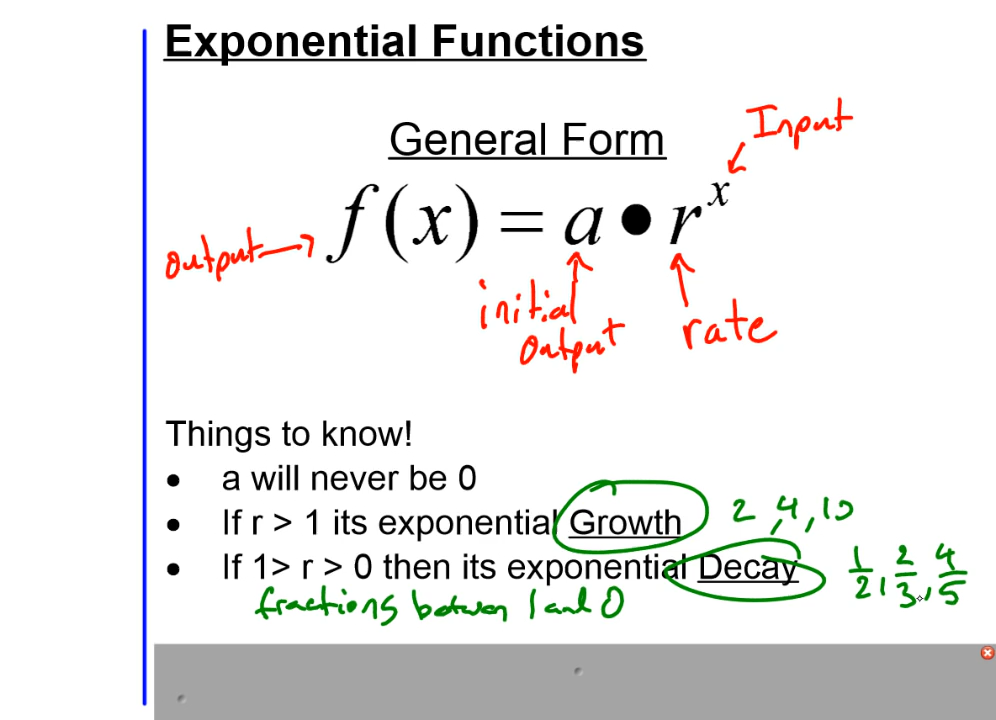 Exponential Functions
General Form
Input
f(x) = a • r^x
output
initial
output
rate
Things to know!
• a will never be 0
• If r > 1 its exponential Growth 2, 4, 10
• If 1> r > 0 then its exponential Decay 1/2, 2/3, 4/5
fractions between 1 and 0